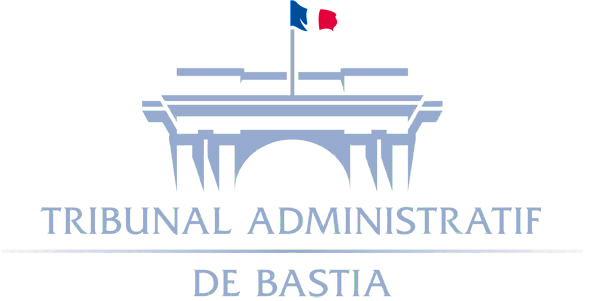 TRIBUNAL ADMINISTRATIF
DE BASTIA